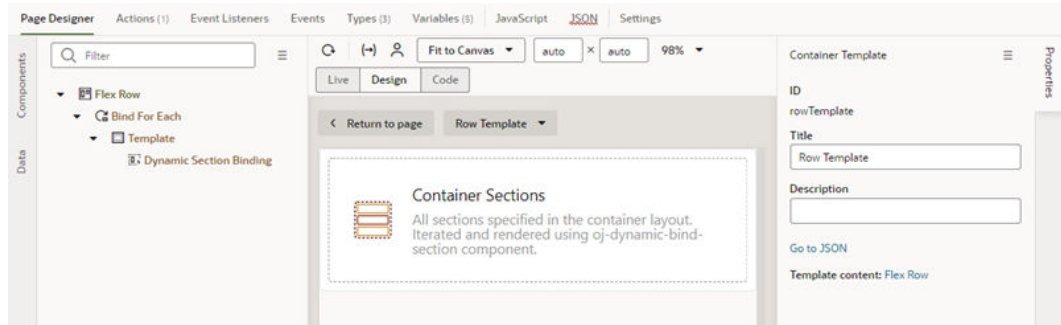 Page Designer Actions (1) Event Listeners Events Types (3) Variables (5) JavaScript JSON Settings
Components
Data
Filter
Flex Row
Bind For Each
Template
Dynamic Section Binding
Fit to Canvas auto × auto 98%
Live Design Code
Return to page Row Template
Container Sections
All sections specified in the container layout.
Iterated and rendered using oj-dynamic-bind-
section component.
Container Template
ID
rowTemplate
Title
Row Template
Description
Go to JSON
Template content: Flex Row
Properties